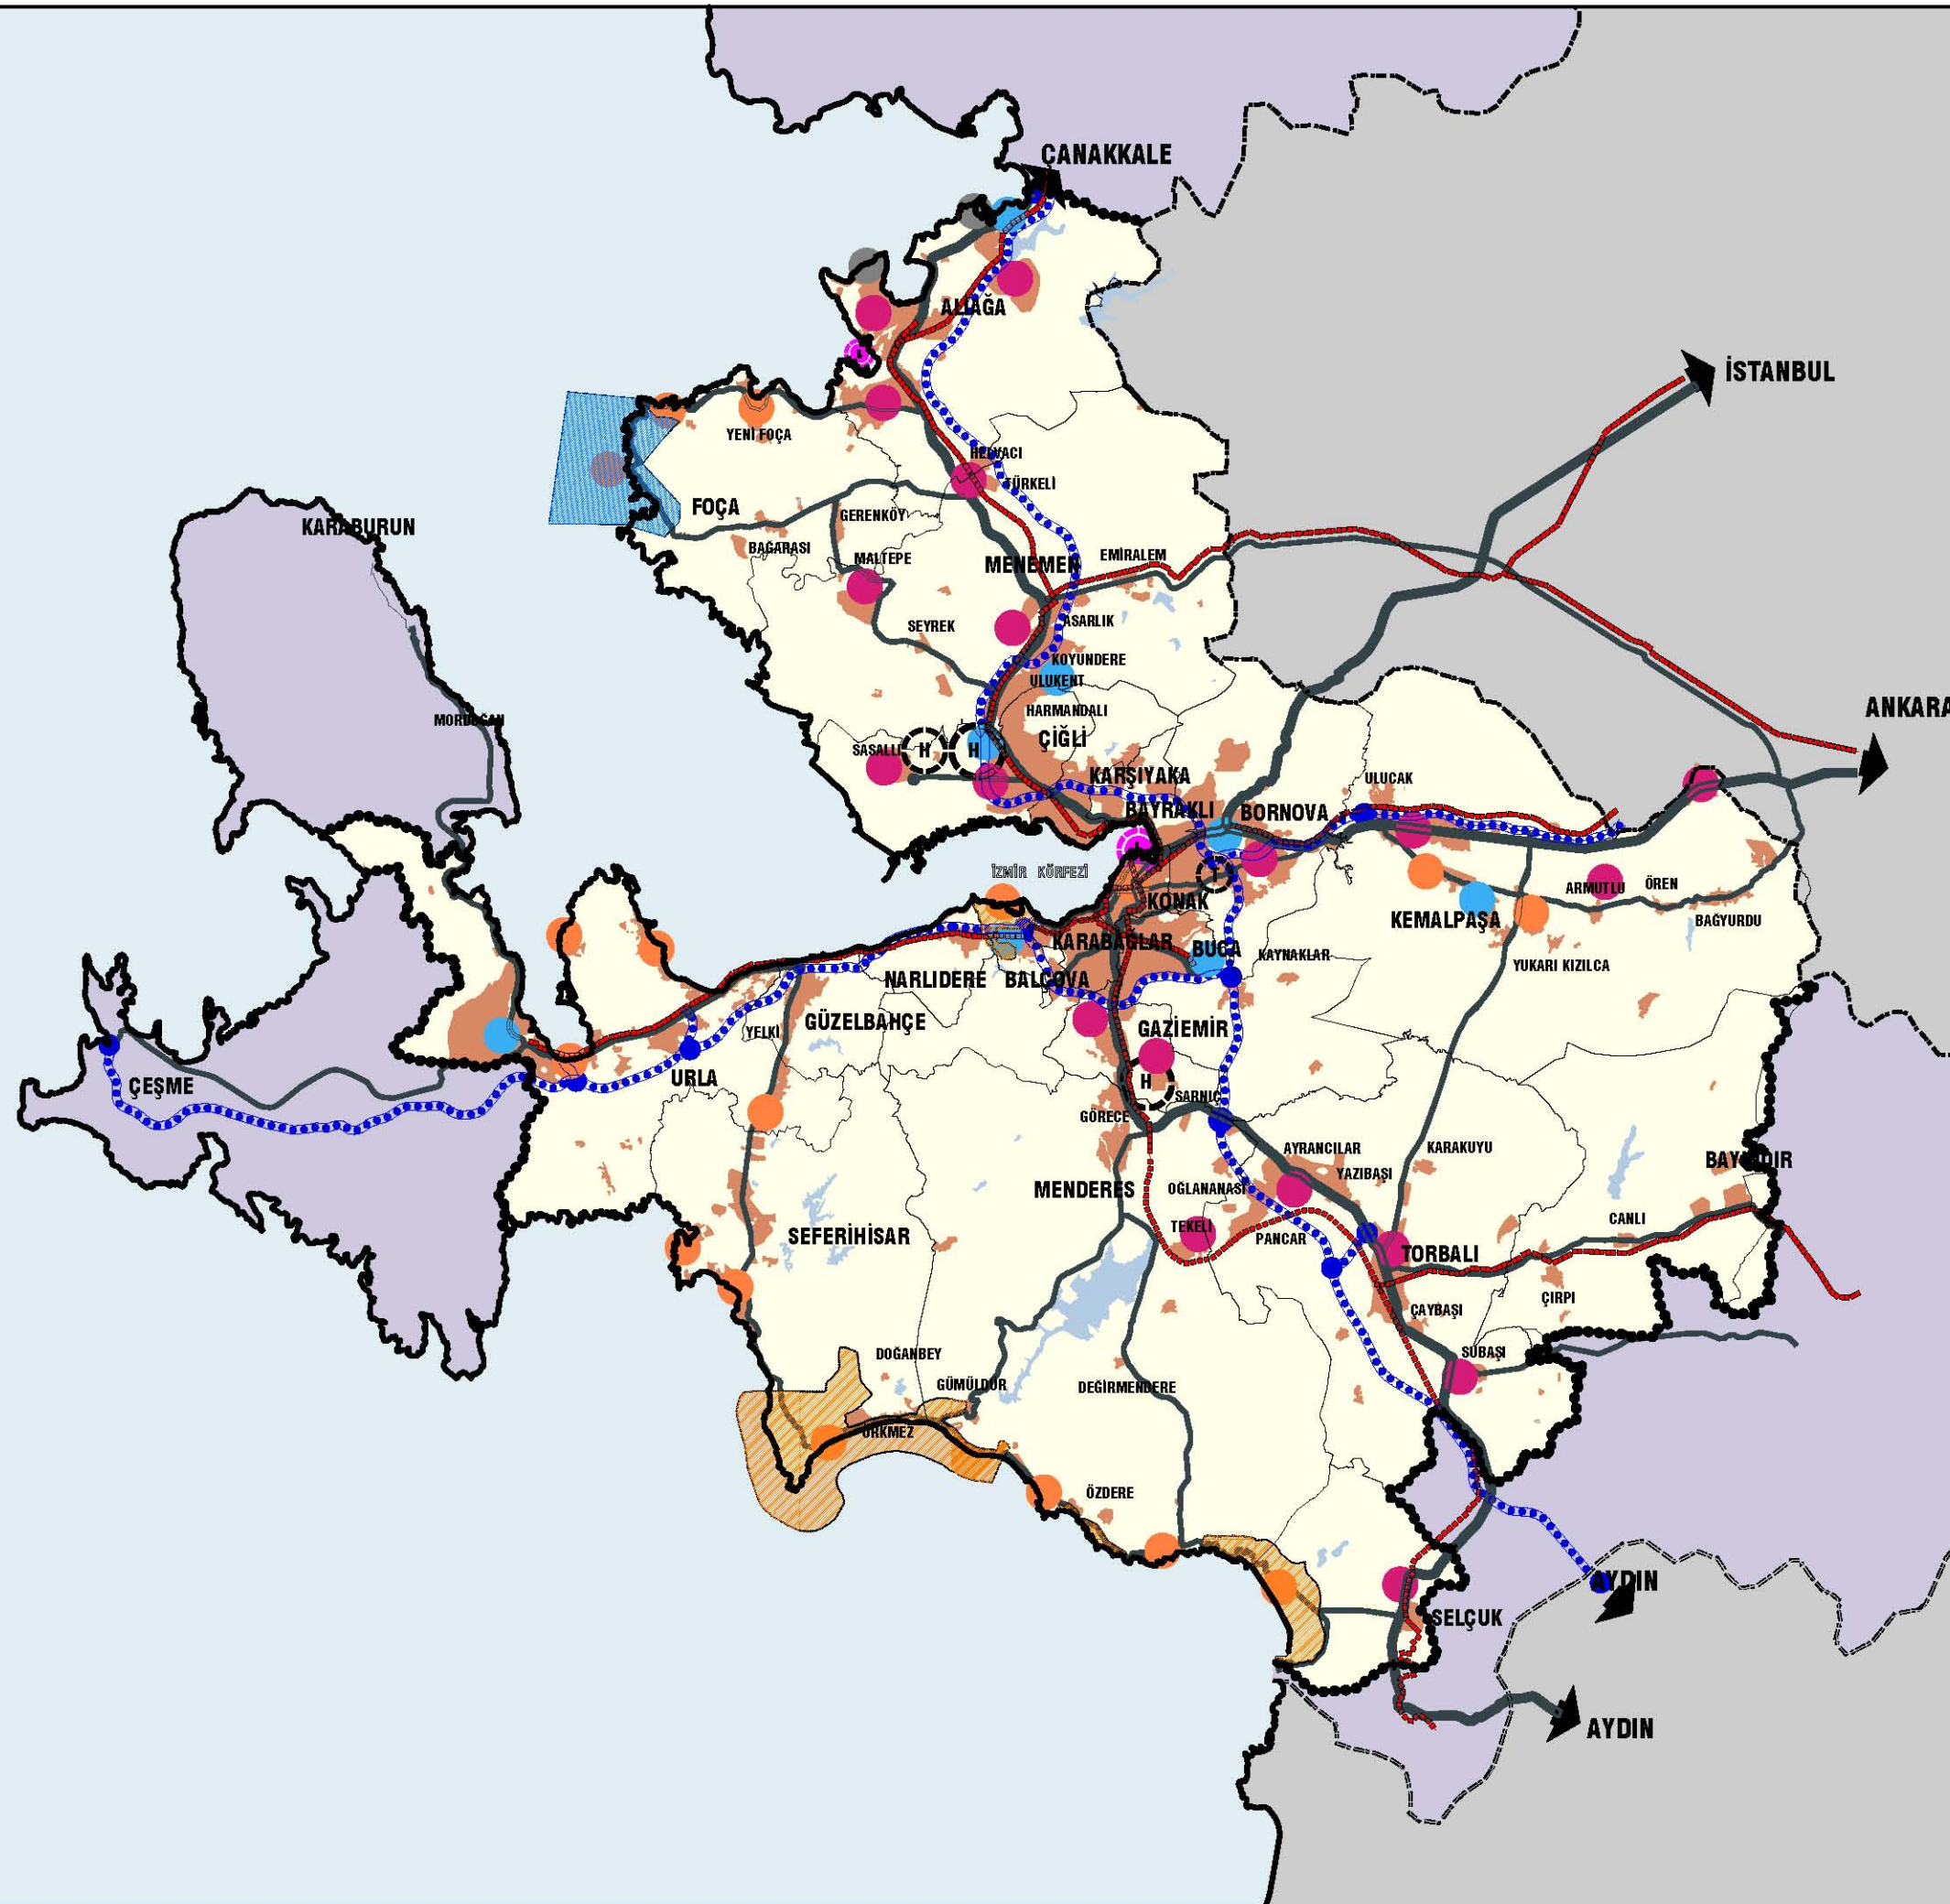 ÇANAKKALE
ALİAĞA
İSTANBUL
YENİ FOÇA
HELVACI
TÜRKELİ
FOÇA
GERENKÖY
KARABURUN
BAĞARASI
MALTEPE
MENEMEN
EMİRALEM
SEYREK
ASARLIK
KOYUNDERE
ULUKENT
HARMANDALI
ANKARA
MORDOĞAN
SASALLI
H
H
ÇİĞLİ
KARŞIYAKA
ULUCAK
BAYRAKLI
BORNOVA
İZMİR KÖRFEZİ
T
ARMUTLU
ÖREN
KONAK
KEMALPAŞA
BAĞYURDU
KARABAĞLAR
BUCA
KAYNAKLAR
YUKARI KIZILCA
NARLIDERE
BALÇOVA
GÜZELBAHÇE
YELKİ
GAZİEMİR
ÇEŞME
URLA
H
SARNIÇ
GÖRECE
AYRANCILAR
KARAKUYU
YAZIBAŞI
BAYINDIR
MENDERES
OĞLANANASI
TEKELİ
CANLI
SEFERİHİSAR
PANCAR
TORBALI
ÇIRPI
ÇAYBAŞI
DOĞANBEY
SUBAŞI
GÜMÜLDÜR
DEĞİRMENDERE
ÜRKMEZ
ÖZDERE
AYDIN
SELÇUK
AYDIN